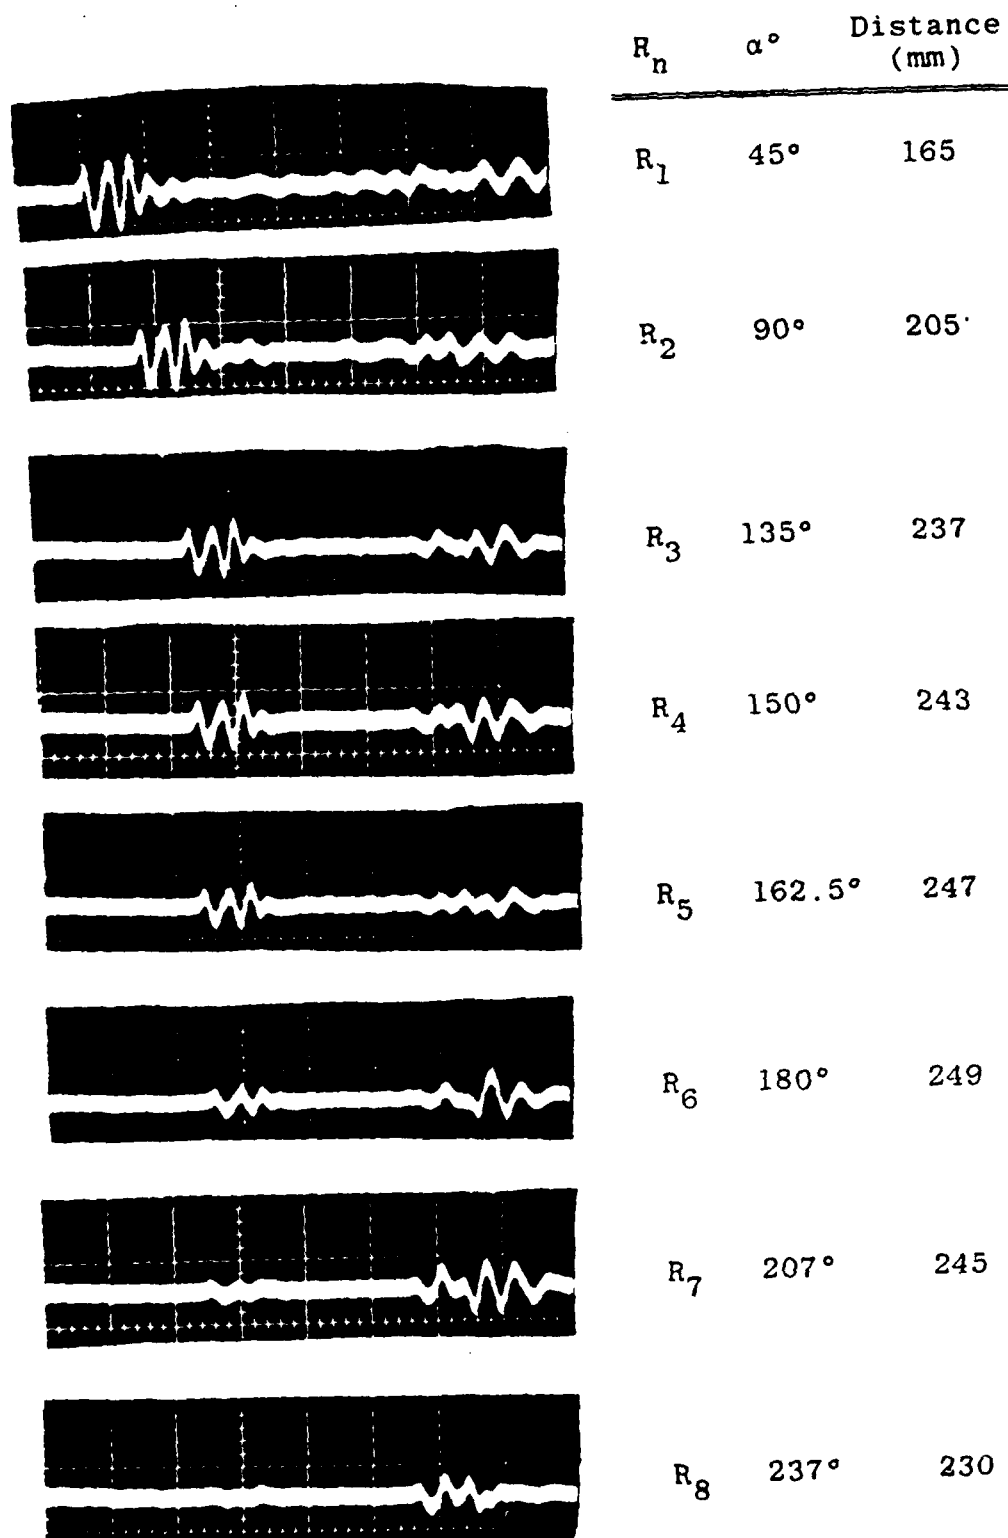 Rₙ α° Distance
(mm)
R₁ 45° 165
R₂ 90° 205
R₃ 135° 237
R₄ 150° 243
R₅ 162.5° 247
R₆ 180° 249
R₇ 207° 245
R₈ 237° 230